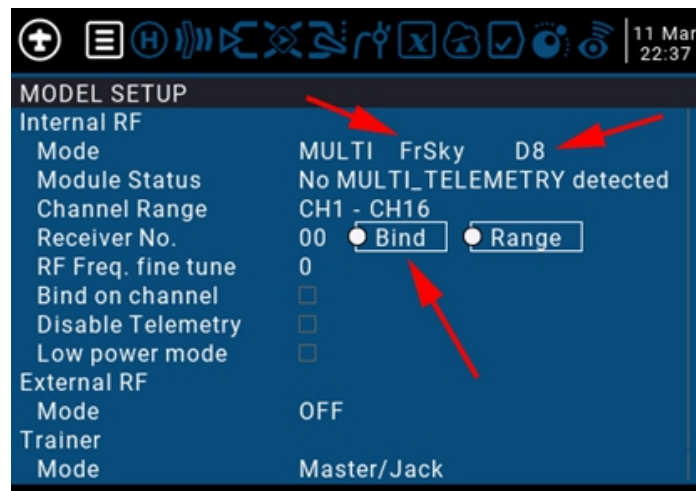 H X 11 Mar
22:37
MODEL SETUP
Internal RF
Mode MULTI FrSky D8
Module Status No MULTI_TELEMETRY detected
Channel Range CH1 - CH16
Receiver No. 00 Bind Range
RF Freq. fine tune 0
Bind on channel
Disable Telemetry
Low power mode
External RF
Mode OFF
Trainer
Mode Master/Jack